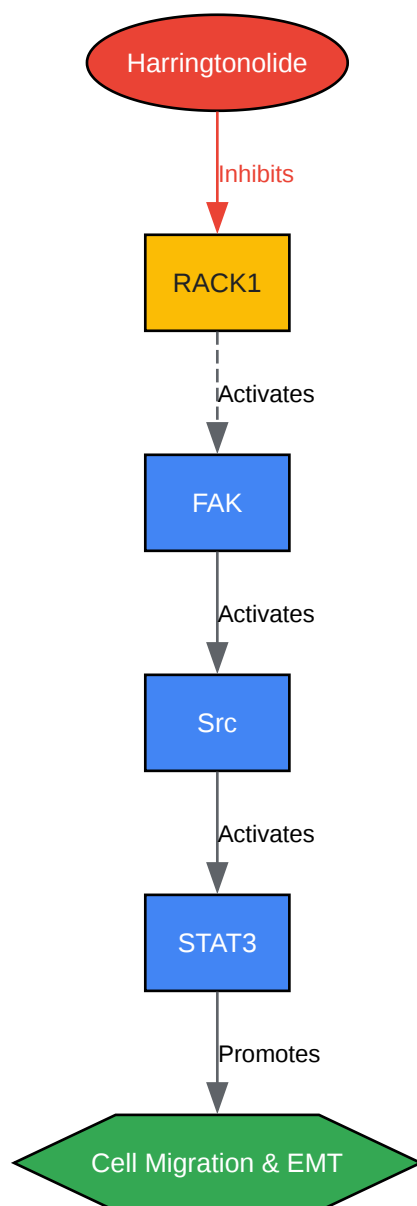 Harringtonolide
Inhibits
RACK1
Activates
FAK
Activates
Src
Activates
STAT3
Promotes
Cell Migration & EMT